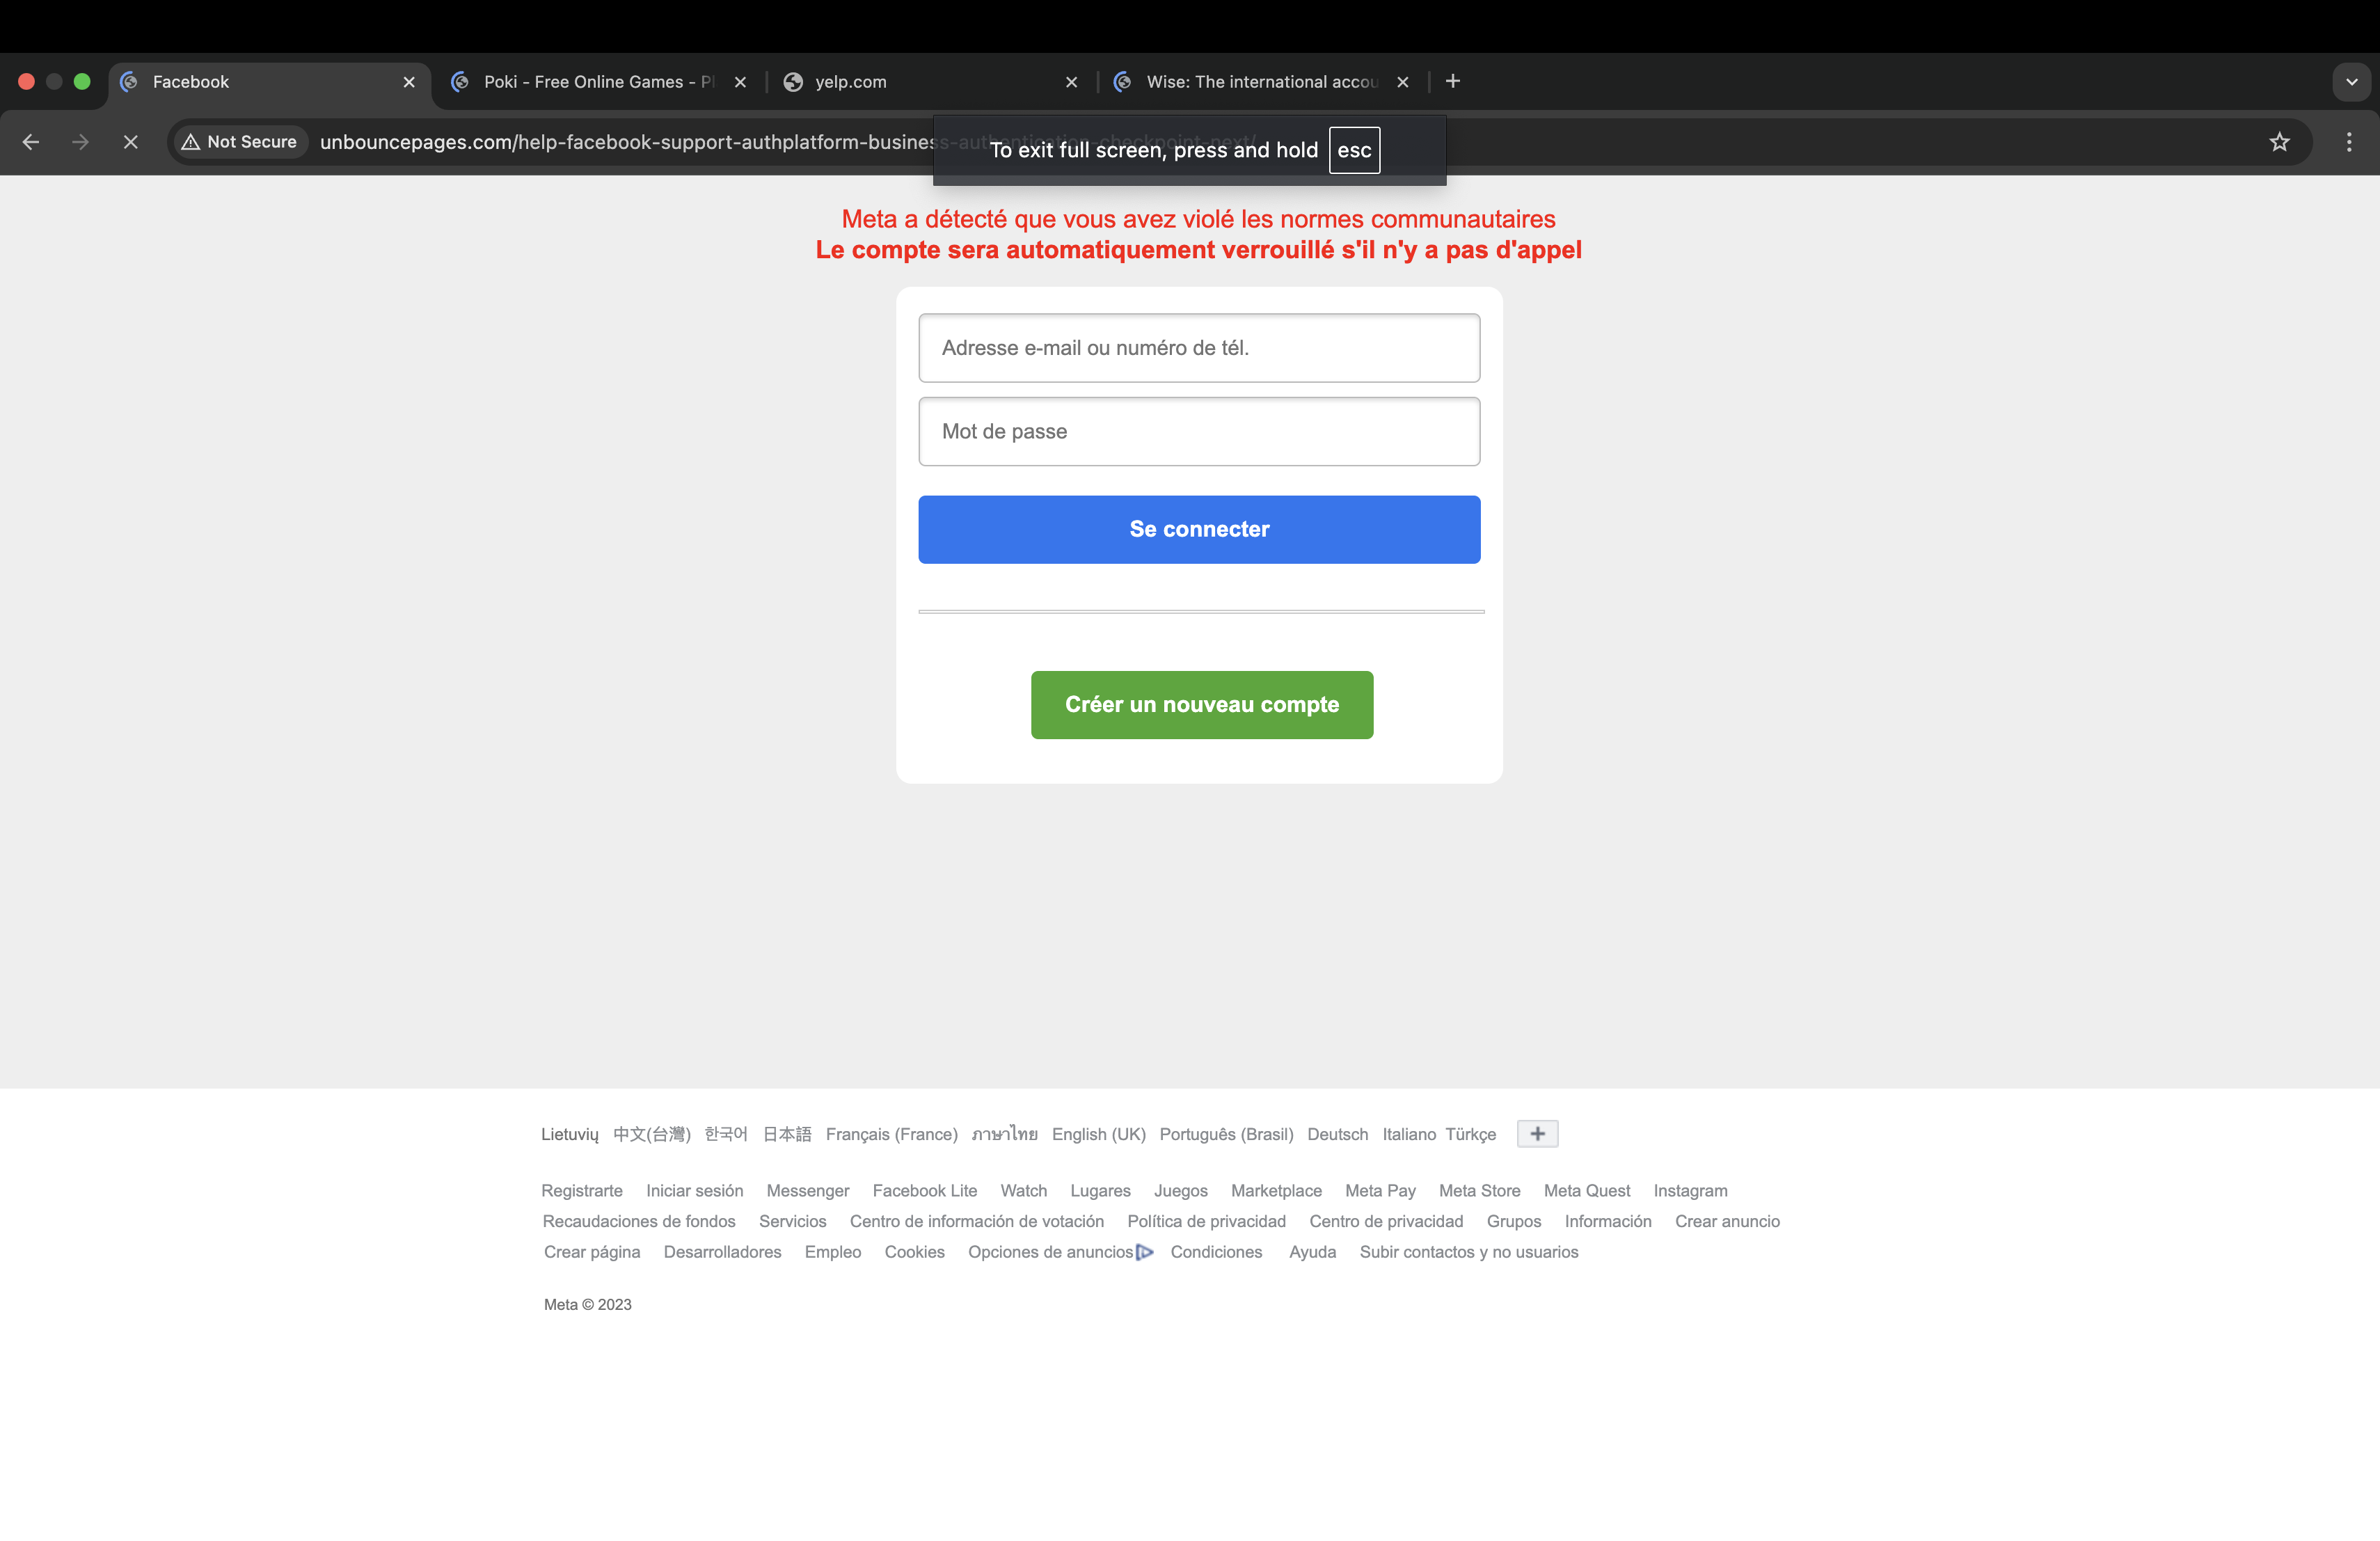 Facebook
Poki - Free Online Games - Pl
yelp.com
Wise: The international accou
Not Secure
unbouncepages.com/help-facebook-support-authplatform-business-authentication-checkpoint-next/
To exit full screen, press and hold esc
Meta a détecté que vous avez violé les normes communautaires
Le compte sera automatiquement verrouillé s'il n'y a pas d'appel
Adresse e-mail ou numéro de tél.
Mot de passe
Se connecter
Créer un nouveau compte
Lietuvių 中文(台灣) 한국어 日本語 Français (France) ภาษาไทย English (UK) Português (Brasil) Deutsch Italiano Türkçe +
Registrarte Iniciar sesión Messenger Facebook Lite Watch Lugares Juegos Marketplace Meta Pay Meta Store Meta Quest Instagram
Recaudaciones de fondos Servicios Centro de información de votación Política de privacidad Centro de privacidad Grupos Información Crear anuncio
Crear página Desarrolladores Empleo Cookies Opciones de anuncios Condiciones Ayuda Subir contactos y no usuarios
Meta © 2023